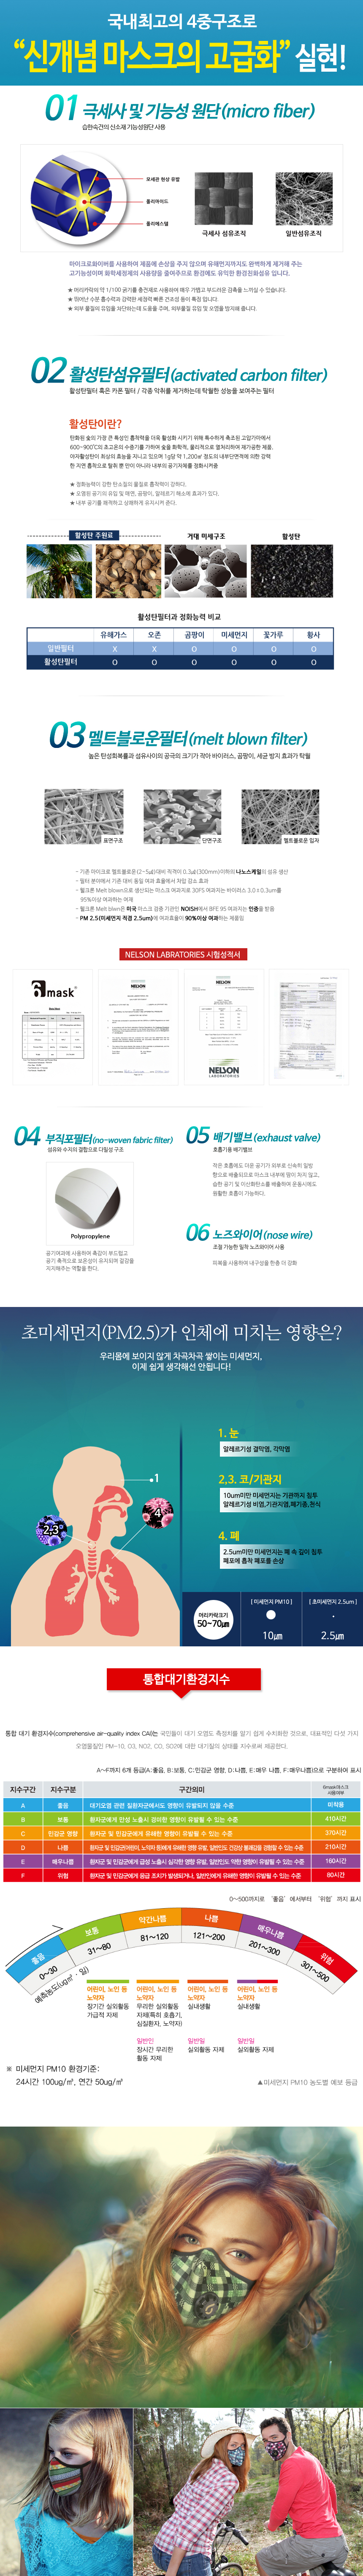 국내최고의 4중구조로
“신개념 마스크의 고급화” 실현!
01 극세사 및 기능성 원단(micro fiber)
습한속건의 신소재 기능성원단 사용
모세관 현상 유발
폴리아미드
폴리에스텔
극세사 섬유조직
일반섬유조직
마이크로화이버를 사용하여 제품에 손상을 주지 않으며 유해먼지까지도 완벽하게 제거해 주는
고기능성이며 화학세정제의 사용량을 줄여주므로 환경에도 유익한 환경친화섬유 입니다.
★ 머리카락의 약 1/100 굵기를 충전재로 사용하여 매우 가볍고 부드러운 감촉을 느끼실 수 있습니다.
★ 뛰어난 수분 흡수력과 강력한 세정력 빠른 건조성 등이 특징 입니다.
★ 외부 물질의 유입을 차단하는데 도움을 주며, 외부물질 유입 및 오염을 방지해 줍니다.
02 활성탄섬유필터(activated carbon filter)
활성탄필터 혹은 카폰 필터 / 각종 악취를 제거하는데 탁월한 성능을 보여주는 필터
활성탄이란?
탄화된 숯의 가장 큰 특성인 흡착력을 더욱 활성화 시키기 위해 특수하게 축조된 고압가마에서
600~900℃의 초고온의 수증기를 가하여 숯을 화학적, 물리적으로 열처리하여 재가공한 제품.
야자활성탄이 최상의 효능을 지니고 있으며 1g당 약 1,200㎡ 정도의 내부단면적에 의한 강력
한 지연 흡착으로 탈취 뿐 만이 아니라 내부의 공기자체를 정화시켜줌
★ 정화능력이 강한 탄소질의 물질로 흡착력이 강하다.
★ 오염된 공기의 유입 및 매연, 곰팡이, 알레르기 해소에 효과가 있다.
★ 내부 공기를 쾌적하고 상쾌하게 유지시켜 준다.
활성탄 주원료
거대 미세구조
활성탄
활성탄필터과 정화능력 비교
유해가스 오존 곰팡이 미세먼지 꽃가루 황사
일반필터 X X O O O O
활성탄필터 O O O O O O
03 멜트블로운필터(melt blown filter)
높은 탄성회복률과 섬유사이의 공극의 크기가 작아 바이러스, 곰팡이, 세균 방지 효과가 탁월
표면구조
단면구조
멜트블로운 입자
- 기존 마이크로 멜트블로운(2~5㎛)대비 직격이 0.3㎛(300mm)이하의 나노스케일의 섬유 생산
- 필터 분야에서 기존 대비 동일 여과 효율에서 차압 감소 효과
- 웰크론 Melt blown으로 생산되는 마스크 여과지로 30FS 여과지는 바이러스 3.0±0.3um를
95%이상 여과하는 여재
- 웰크론 Melt blwn은 미국 마스크 검증 기관인 NOISH에서 BFE 95 여과지는 인증을 받음
- PM 2.5(미세먼지 직경 2.5um)에 여과효율이 90%이상 여과하는 제품임
NELSON LABRATORIES 시험성적서
amask
NELSON
NELSON
NELSON
LABORATORIES
04 부직포필터(no-woven fabric filter)
섬유와 수지의 결합으로 다질성 구조
Polypropylene
공기여과에 사용하며 촉감이 부드럽고
공기 축적으로 보온성이 유지되며 겉감을
지지해주는 역할을 한다.
05 배기밸브(exhaust valve)
호흡기용 배기밸브
작은 호흡에도 더운 공기가 외부로 신속히 일방
향으로 배출되므로 마스크 내부에 땀이 차지 않고,
습한 공기 및 이산화탄소를 배출하여 운동시에도
원활한 호흡이 가능하다.
06 노즈와이어(nose wire)
조절 가능한 밀착 노즈와이어 사용
피복을 사용하여 내구성을 한층 더 강화
초미세먼지(PM2.5)가 인체에 미치는 영향은?
우리몸에 보이지 않게 차곡차곡 쌓이는 미세먼지,
이제 쉽게 생각해선 안됩니다!
1
2,3
4
1. 눈
알레르기성 결막염, 각막염
2,3. 코/기관지
10um미만 미세먼지는 기관까지 침투
알레르기성 비염,기관지염,폐기종,천식
4. 폐
2.5um미만 미세먼지는 폐 속 깊이 침투
폐포에 흡착 폐포를 손상
머리카락크기
50~70㎛
[ 미세먼지 PM10 ]
10㎛
[ 초미세먼지 2.5um ]
2.5㎛
통합대기환경지수
통합 대기 환경지수(comprehensive air-quality index CAI)는 국민들이 대기 오염도 측정치를 알기 쉽게 수치화한 것으로, 대표적인 다섯 가지
오염물질인 PM-10, O3, NO2, CO, SO2에 대한 대기질의 상태를 지수로써 제공한다.
A~F까지 6개 등급(A:좋음, B:보통, C:민감군 영향, D:나쁨, E:매우 나쁨, F:매우나쁨)으로 구분하여 표시
지수구간 지수구분 구간의미
사용여부
A 좋음 대기오염 관련 질환자군에서도 영향이 유발되지 않을 수준 미착용
B 보통 환자군에게 만성 노출시 경미한 영향이 유발될 수 있는 수준 410시간
C 민감군 영향 환자군 및 민감군에게 유해한 영향이 유발될 수 있는 수준 370시간
D 나쁨 환자군 및 민감군(어린이, 노약자 등)에게 유해한 영향 유발, 일반인도 건강상 불쾌감을 경험할 수 있는 수준 210시간
E 매우나쁨 환자군 및 민감군에게 급성 노출시 심각한 영향 유발, 일반인도 약한 영향이 유발될 수 있는 수준 160시간
F 위험 환자군 및 민감군에게 응급 조치가 발생되거나, 일반인에게 유해한 영향이 유발될 수 있는 수준 80시간
0~500까지로 ‘좋음’ 에서부터 ‘위험’ 까지 표시
좋음 보통 약간나쁨 나쁨 매우나쁨 위험
0~30 31~80 81~120 121~200 201~300 301~500
예측농도(ug/㎥ · 일)
어린이, 노인 등
노약자
장기간 실외활동
가급적 자제
어린이, 노인 등
노약자
무리한 실외활동
자제(특히 호흡기,
심질환자, 노약자)
일반인
장시간 무리한
활동 자제
어린이, 노인 등
노약자
실내생활
일반일
실외활동 자제
어린이, 노인 등
노약자
실내생활
일반일
실외활동 자제
※ 미세먼지 PM10 환경기준:
24시간 100ug/㎥, 연간 50ug/㎥
▲미세먼지 PM10 농도별 예보 등급